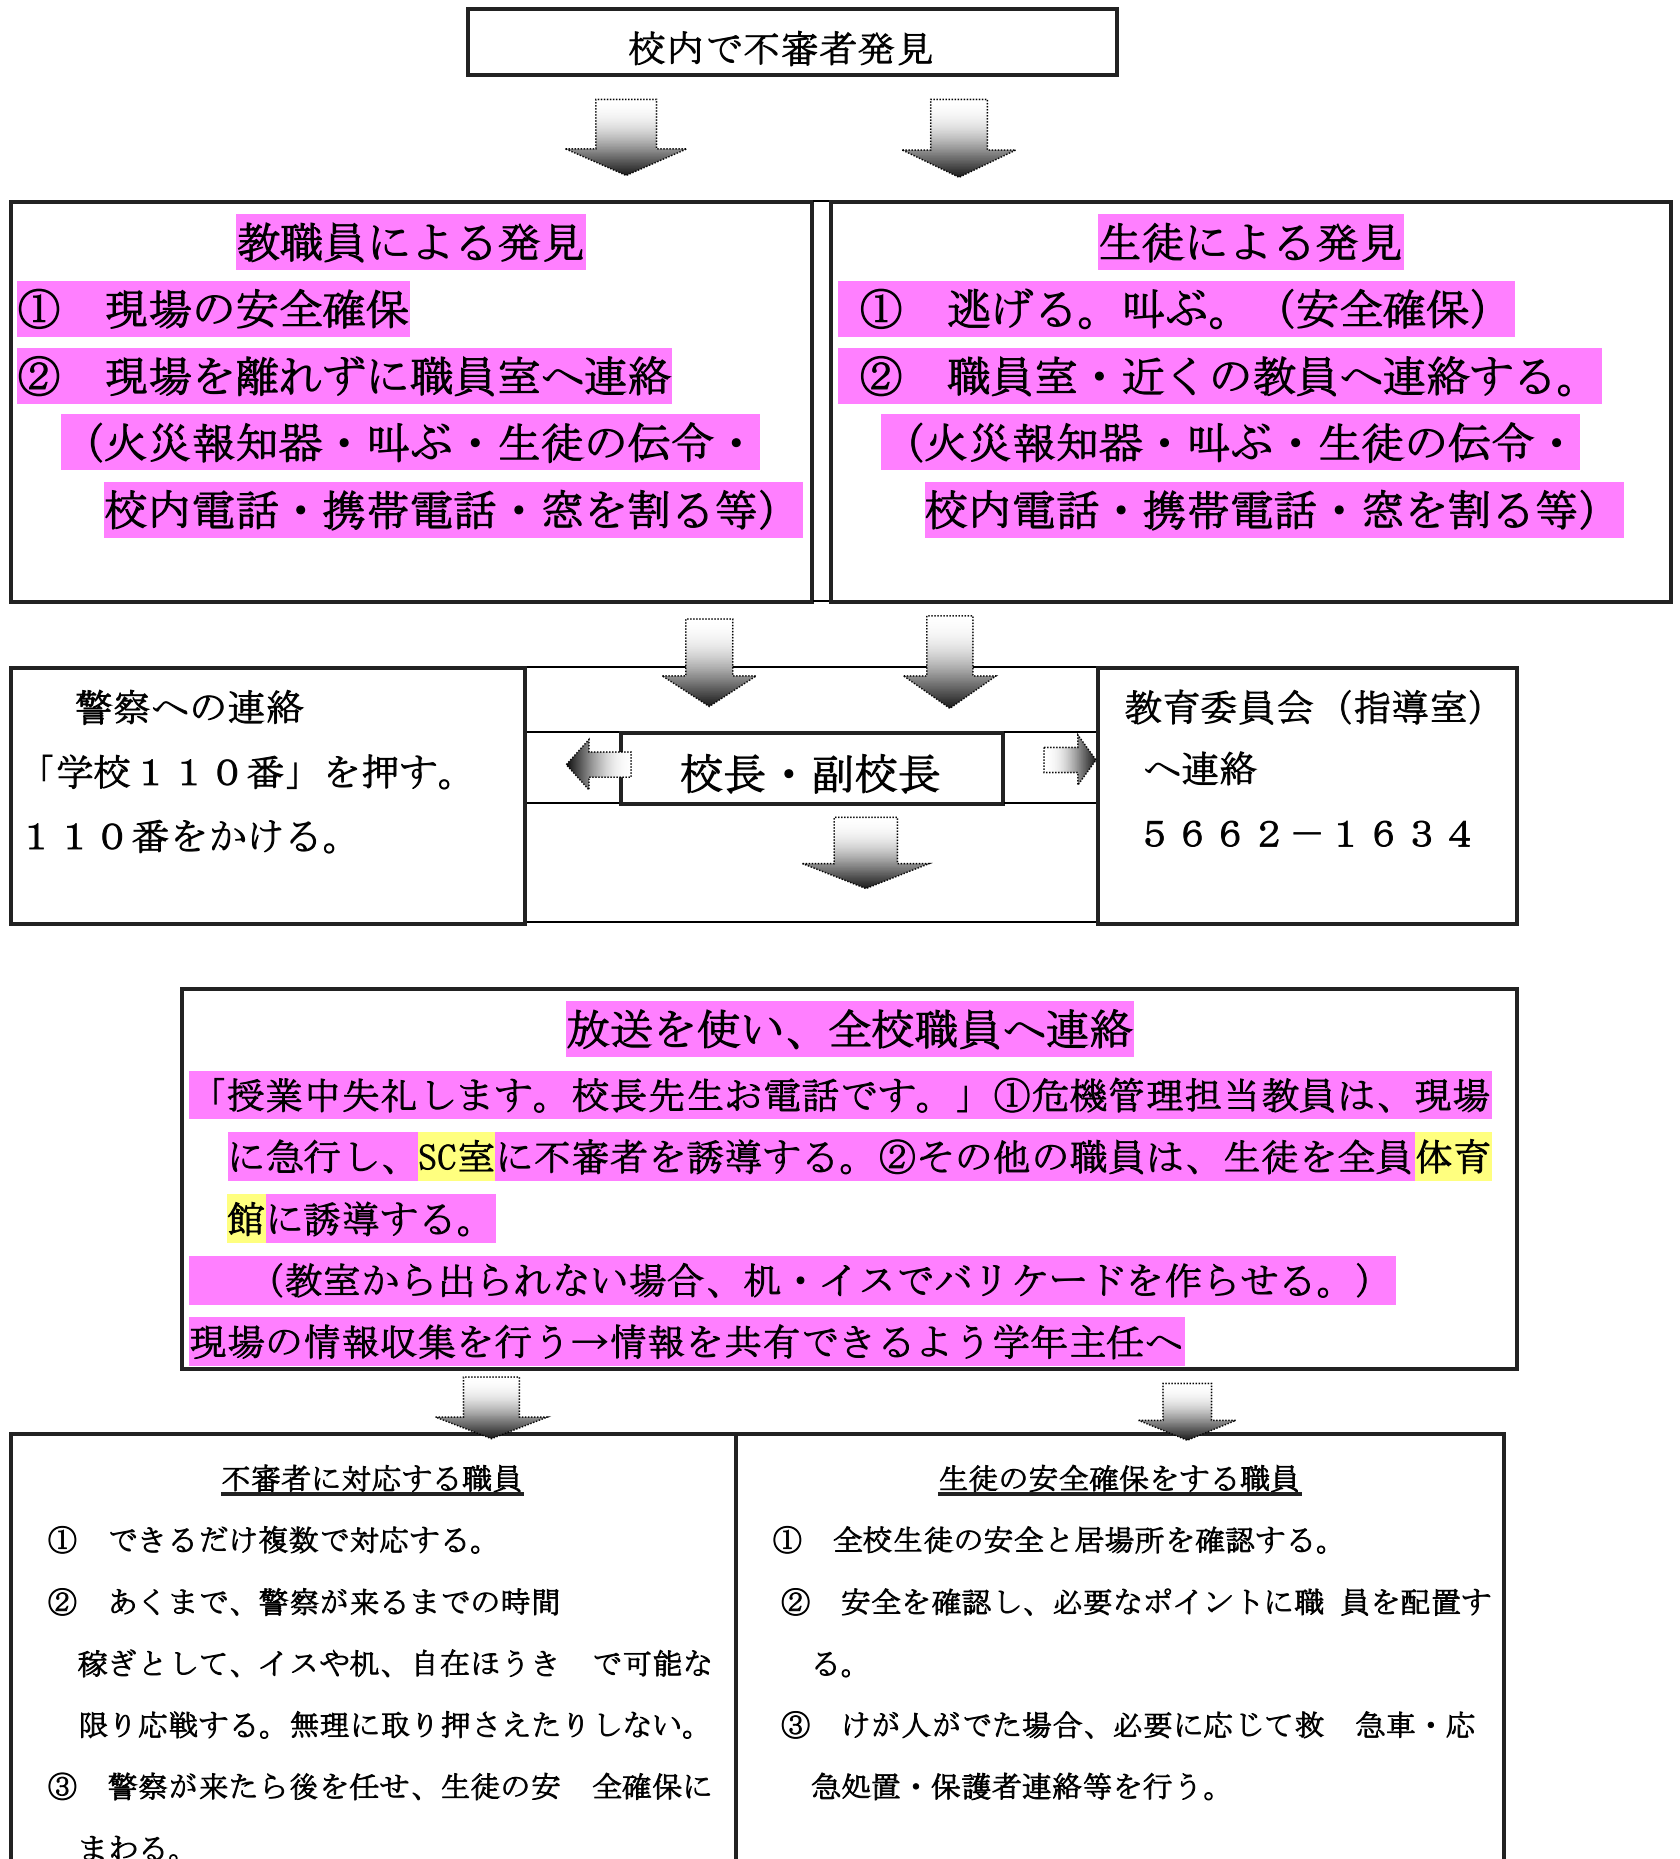 校内で不審者発見
教職員による発見
①　現場の安全確保
②　現場を離れずに職員室へ連絡
（火災報知器・叫ぶ・生徒の伝令・
校内電話・携帯電話・窓を割る等）
生徒による発見
①　逃げる。叫ぶ。（安全確保）
②　職員室・近くの教員へ連絡する。
（火災報知器・叫ぶ・生徒の伝令・
校内電話・携帯電話・窓を割る等）
警察への連絡
「学校１１０番」を押す。
１１０番をかける。
校長・副校長
教育委員会（指導室）
へ連絡
５６６２－１６３４
放送を使い、全校職員へ連絡
「授業中失礼します。校長先生お電話です。」①危機管理担当教員は、現場
に急行し、SC室に不審者を誘導する。②その他の職員は、生徒を全員体育
館に誘導する。
（教室から出られない場合、机・イスでバリケードを作らせる。）
現場の情報収集を行う→情報を共有できるよう学年主任へ
不審者に対応する職員
①　できるだけ複数で対応する。
②　あくまで、警察が来るまでの時間
稼ぎとして、イスや机、自在ほうき　で可能な
限り応戦する。無理に取り押さえたりしない。
③　警察が来たら後を任せ、生徒の安　全確保に
まわる。
生徒の安全確保をする職員
①　全校生徒の安全と居場所を確認する。
②　安全を確認し、必要なポイントに職 員を配置す
る。
③　けが人がでた場合、必要に応じて救　急車・応
急処置・保護者連絡等を行う。